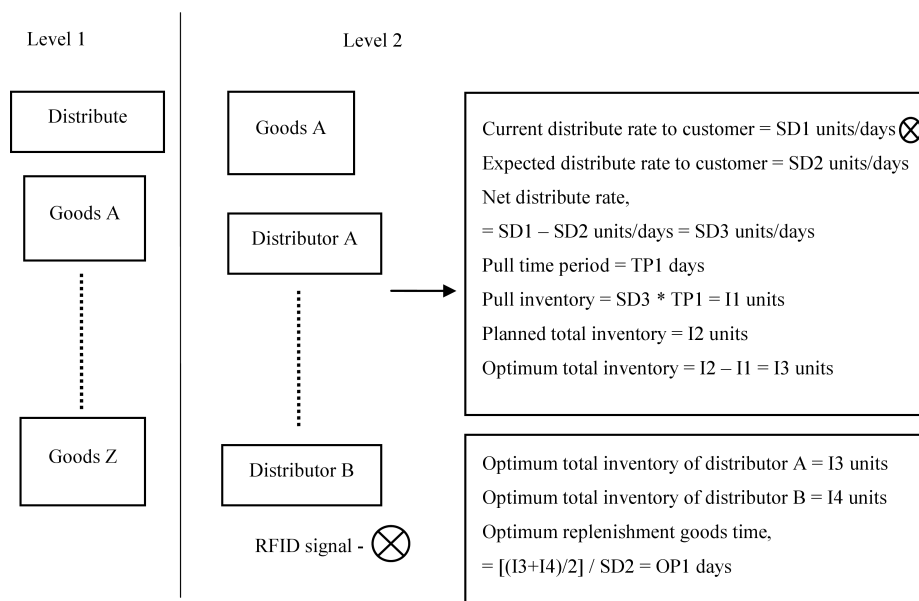 Level 1
Distribute
Goods A
Goods Z
Level 2
Goods A
Distributor A
Distributor B
RFID signal -
Current distribute rate to customer = SD1 units/days
Expected distribute rate to customer = SD2 units/days
Net distribute rate,
= SD1 – SD2 units/days = SD3 units/days
Pull time period = TP1 days
Pull inventory = SD3 * TP1 = I1 units
Planned total inventory = I2 units
Optimum total inventory = I2 – I1 = I3 units
Optimum total inventory of distributor A = I3 units
Optimum total inventory of distributor B = I4 units
Optimum replenishment goods time,
= [(I3+I4)/2] / SD2 = OP1 days